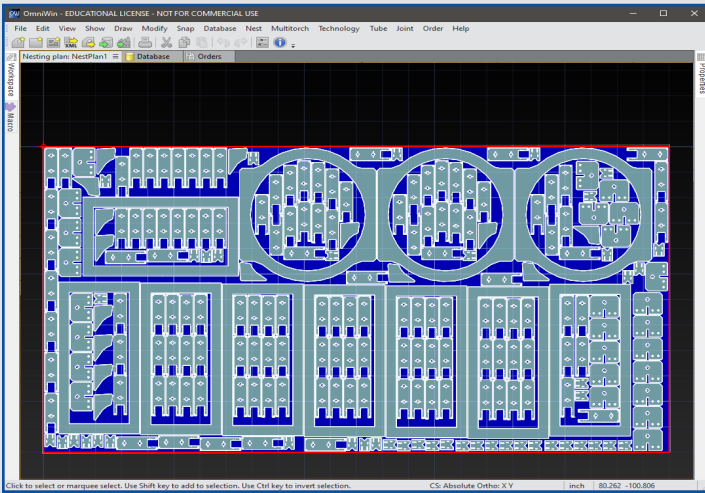 OmniWin - EDUCATIONAL LICENSE - NOT FOR COMMERCIAL USE
File Edit View Show Draw Modify Snap Database Nest Multitorch Technology Tube Joint Order Help
XML
Nesting plan: NestPlan1 Database Orders
Workspace
Macro
Properties
Click to select or marquee select. Use Shift key to add to selection. Use Ctrl key to invert selection. CS: Absolute Ortho: X Y inch 80.262 -100.806